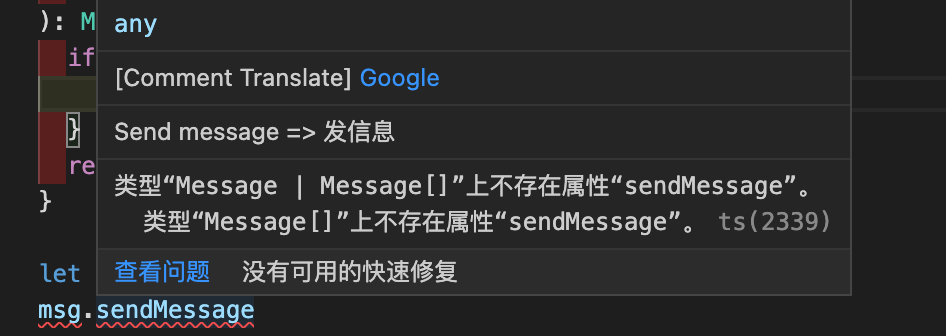 ): M
any
if
[Comment Translate] Google
}
Send message => 发信息
re
类型“Message | Message[]”上不存在属性“sendMessage”。
}
类型“Message[]”上不存在属性“sendMessage”。 ts(2339)
let
查看问题 没有可用的快速修复
msg.sendMessage